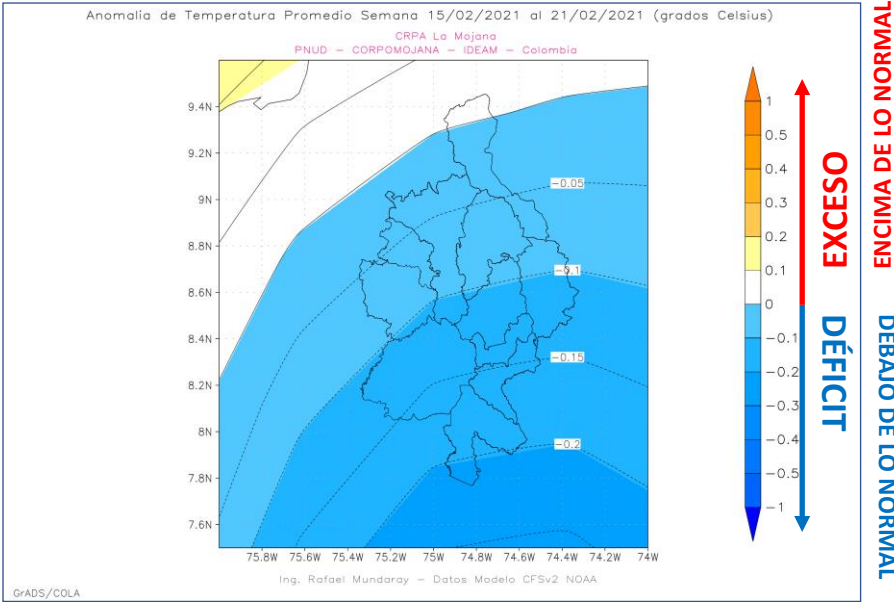 Anomalia de Temperatura Promedio Semana 15/02/2021 al 21/02/2021 (grados Celsius)
CRPA La Mojana
PNUD – CORPOMOJANA – IDEAM – Colombia
9.4N
9.2N
9N
8.8N
8.6N
8.4N
8.2N
8N
7.8N
7.6N
75.8W 75.6W 75.4W 75.2W 75W 74.8W 74.6W 74.4W 74.2W 74W
−0.05
−0.1
−0.15
−0.2
1
0.5
0.4
0.3
0.2
0.1
0
−0.1
−0.2
−0.3
−0.4
−0.5
−1
EXCESO
DÉFICIT
ENCIMA DE LO NORMAL
DEBAJO DE LO NORMAL
Ing. Rafael Mundaray – Datos Modelo CFSv2 NOAA
GrADS/COLA